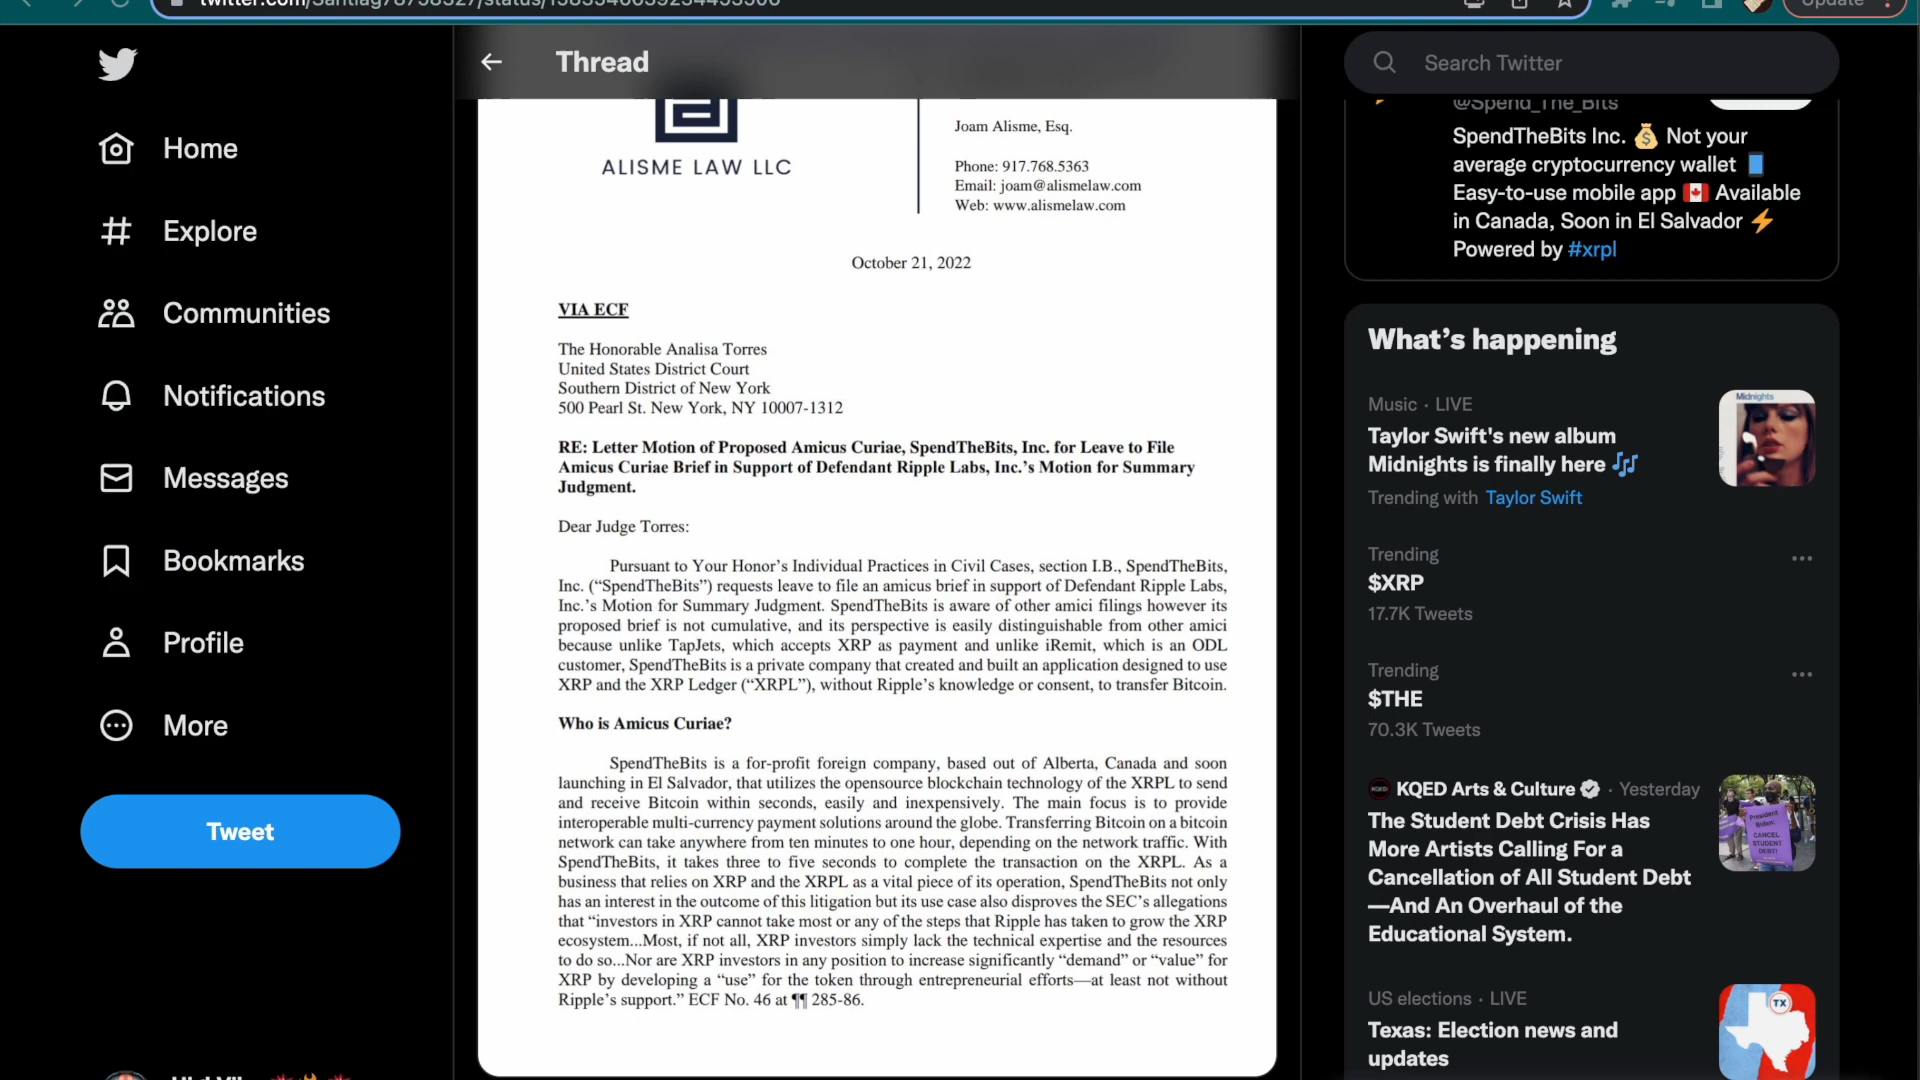 Thread
Search Twitter
Home
Explore
Communities
Notifications
Messages
Bookmarks
Profile
More
Tweet
ALISME LAW LLC
Joam Alisme, Esq.
Phone: 917.768.5363
Email: joam@alismelaw.com
Web: www.alismelaw.com
October 21, 2022
VIA ECF
The Honorable Analisa Torres
United States District Court
Southern District of New York
500 Pearl St. New York, NY 10007-1312
RE: Letter Motion of Proposed Amicus Curiae, SpendTheBits, Inc. for Leave to File
Amicus Curiae Brief in Support of Defendant Ripple Labs, Inc.’s Motion for Summary
Judgment.
Dear Judge Torres:
Pursuant to Your Honor’s Individual Practices in Civil Cases, section I.B., SpendTheBits,
Inc. (“SpendTheBits”) requests leave to file an amicus brief in support of Defendant Ripple Labs,
Inc.’s Motion for Summary Judgment. SpendTheBits is aware of other amici filings however its
proposed brief is not cumulative, and its perspective is easily distinguishable from other amici
because unlike TapJets, which accepts XRP as payment and unlike iRemit, which is an ODL
customer, SpendTheBits is a private company that created and built an application designed to use
XRP and the XRP Ledger (“XRPL”), without Ripple’s knowledge or consent, to transfer Bitcoin.
Who is Amicus Curiae?
SpendTheBits is a for-profit foreign company, based out of Alberta, Canada and soon
launching in El Salvador, that utilizes the opensource blockchain technology of the XRPL to send
and receive Bitcoin within seconds, easily and inexpensively. The main focus is to provide
interoperable multi-currency payment solutions around the globe. Transferring Bitcoin on a bitcoin
network can take anywhere from ten minutes to one hour, depending on the network traffic. With
SpendTheBits, it takes three to five seconds to complete the transaction on the XRPL. As a
business that relies on XRP and the XRPL as a vital piece of its operation, SpendTheBits not only
has an interest in the outcome of this litigation but its use case also disproves the SEC’s allegations
that “investors in XRP cannot take most or any of the steps that Ripple has taken to grow the XRP
ecosystem...Most, if not all, XRP investors simply lack the technical expertise and the resources
to do so...Nor are XRP investors in any position to increase significantly “demand” or “value” for
XRP by developing a “use” for the token through entrepreneurial efforts—at least not without
Ripple’s support.” ECF No. 46 at ¶¶ 285-86.
@Spend_The_Bits
SpendTheBits Inc. 💰 Not your
average cryptocurrency wallet 📱
Easy-to-use mobile app 🇨🇦 Available
in Canada, Soon in El Salvador ⚡
Powered by #xrpl
What’s happening
Music · LIVE
Taylor Swift's new album
Midnights is finally here 🎶
Trending with Taylor Swift
Midnights
Trending
$XRP
17.7K Tweets
Trending
$THE
70.3K Tweets
KQED Arts & Culture · Yesterday
The Student Debt Crisis Has
More Artists Calling For a
Cancellation of All Student Debt
—And An Overhaul of the
Educational System.
President
Biden:
CANCEL
STUDENT
DEBT!
US elections · LIVE
Texas: Election news and
updates
TX
Update